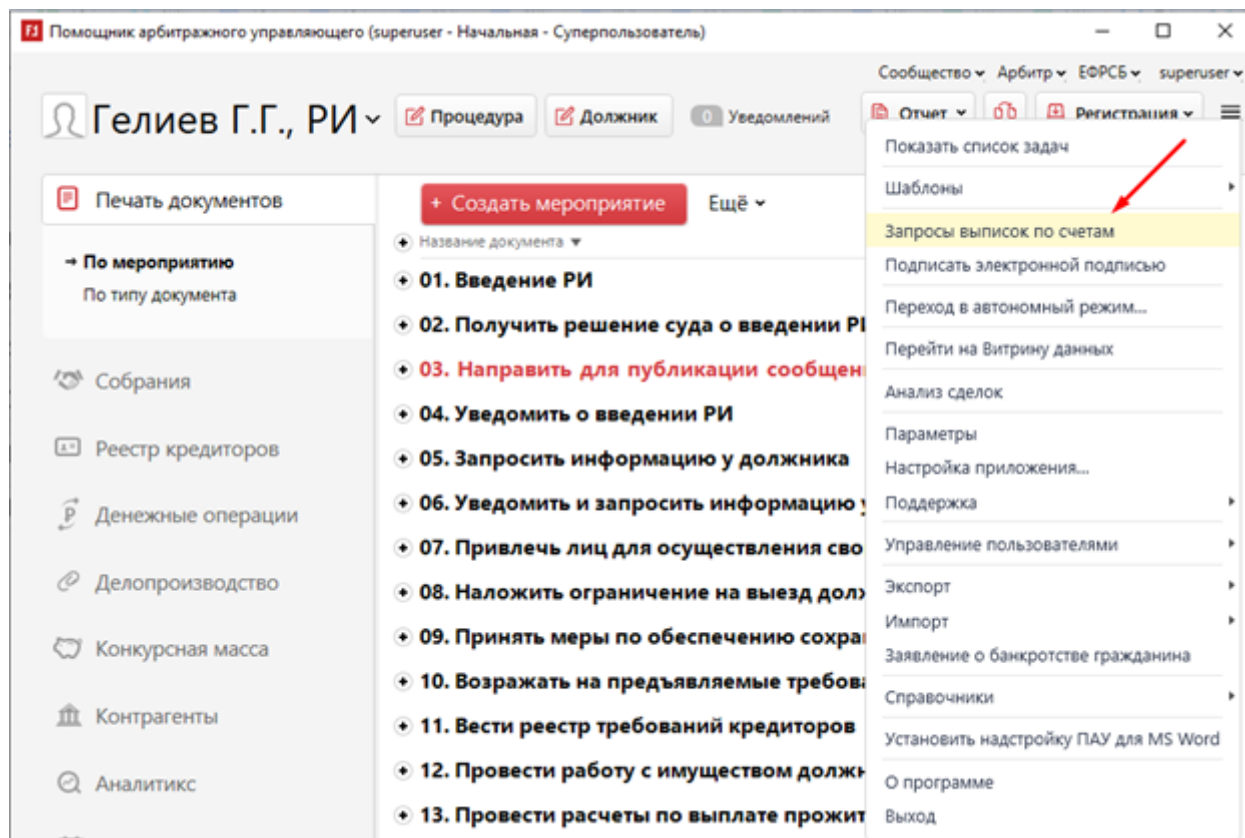 Помощник арбитражного управляющего (superuser - Начальная - Суперпользователь)
Сообщество Арбитр ЕФРСБ superuser
Гелиев Г.Г., РИ
Процедура
Должник
0 Уведомлений
Отчет
Регистрация
Печать документов
По мероприятию
По типу документа
Собрания
Реестр кредиторов
Денежные операции
Делопроизводство
Конкурсная масса
Контрагенты
Аналитикс
+ Создать мероприятие
Ещё
Название документа
01. Введение РИ
02. Получить решение суда о введении РИ
03. Направить для публикации сообщен
04. Уведомить о введении РИ
05. Запросить информацию у должника
06. Уведомить и запросить информацию у
07. Привлечь лиц для осуществления сво
08. Наложить ограничение на выезд долж
09. Принять меры по обеспечению сохра
10. Возражать на предъявляемые требова
11. Вести реестр требований кредиторов
12. Провести работу с имуществом должн
13. Провести расчеты по выплате прожит
Показать список задач
Шаблоны
Запросы выписок по счетам
Подписать электронной подписью
Переход в автономный режим...
Перейти на Витрину данных
Анализ сделок
Параметры
Настройка приложения...
Поддержка
Управление пользователями
Экспорт
Импорт
Заявление о банкротстве гражданина
Справочники
Установить надстройку ПАУ для MS Word
О программе
Выход